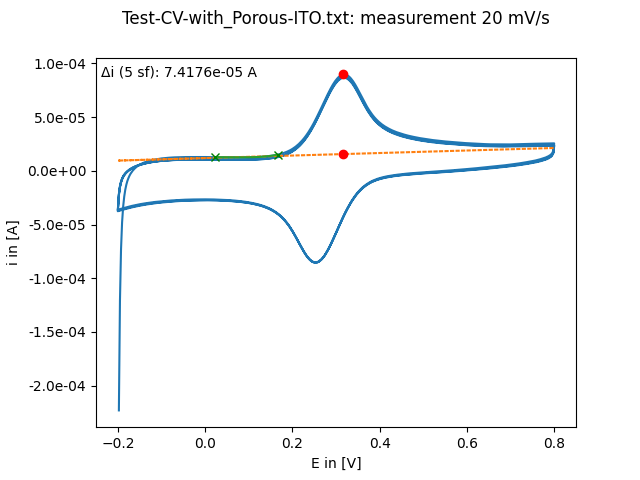 Test-CV-with_Porous-ITO.txt: measurement 20 mV/s
Δi (5 sf): 7.4176e-05 A
1.0e-04
5.0e-05
0.0e+00
-5.0e-05
-1.0e-04
-1.5e-04
-2.0e-04
i in [A]
−0.2 0.0 0.2 0.4 0.6 0.8
E in [V]